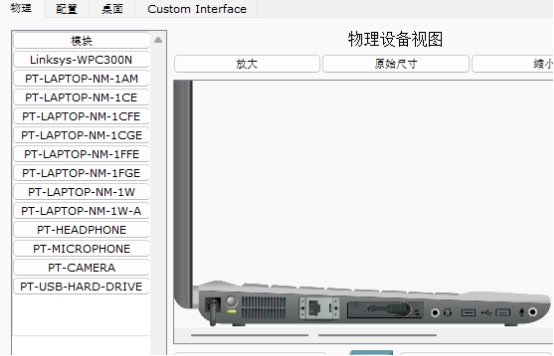 物理 配置 桌面 Custom Interface
模块
Linksys-WPC300N
PT-LAPTOP-NM-1AM
PT-LAPTOP-NM-1CE
PT-LAPTOP-NM-1CFE
PT-LAPTOP-NM-1CGE
PT-LAPTOP-NM-1FFE
PT-LAPTOP-NM-1FGE
PT-LAPTOP-NM-1W
PT-LAPTOP-NM-1W-A
PT-HEADPHONE
PT-MICROPHONE
PT-CAMERA
PT-USB-HARD-DRIVE
物理设备视图
放大 原始尺寸 缩小